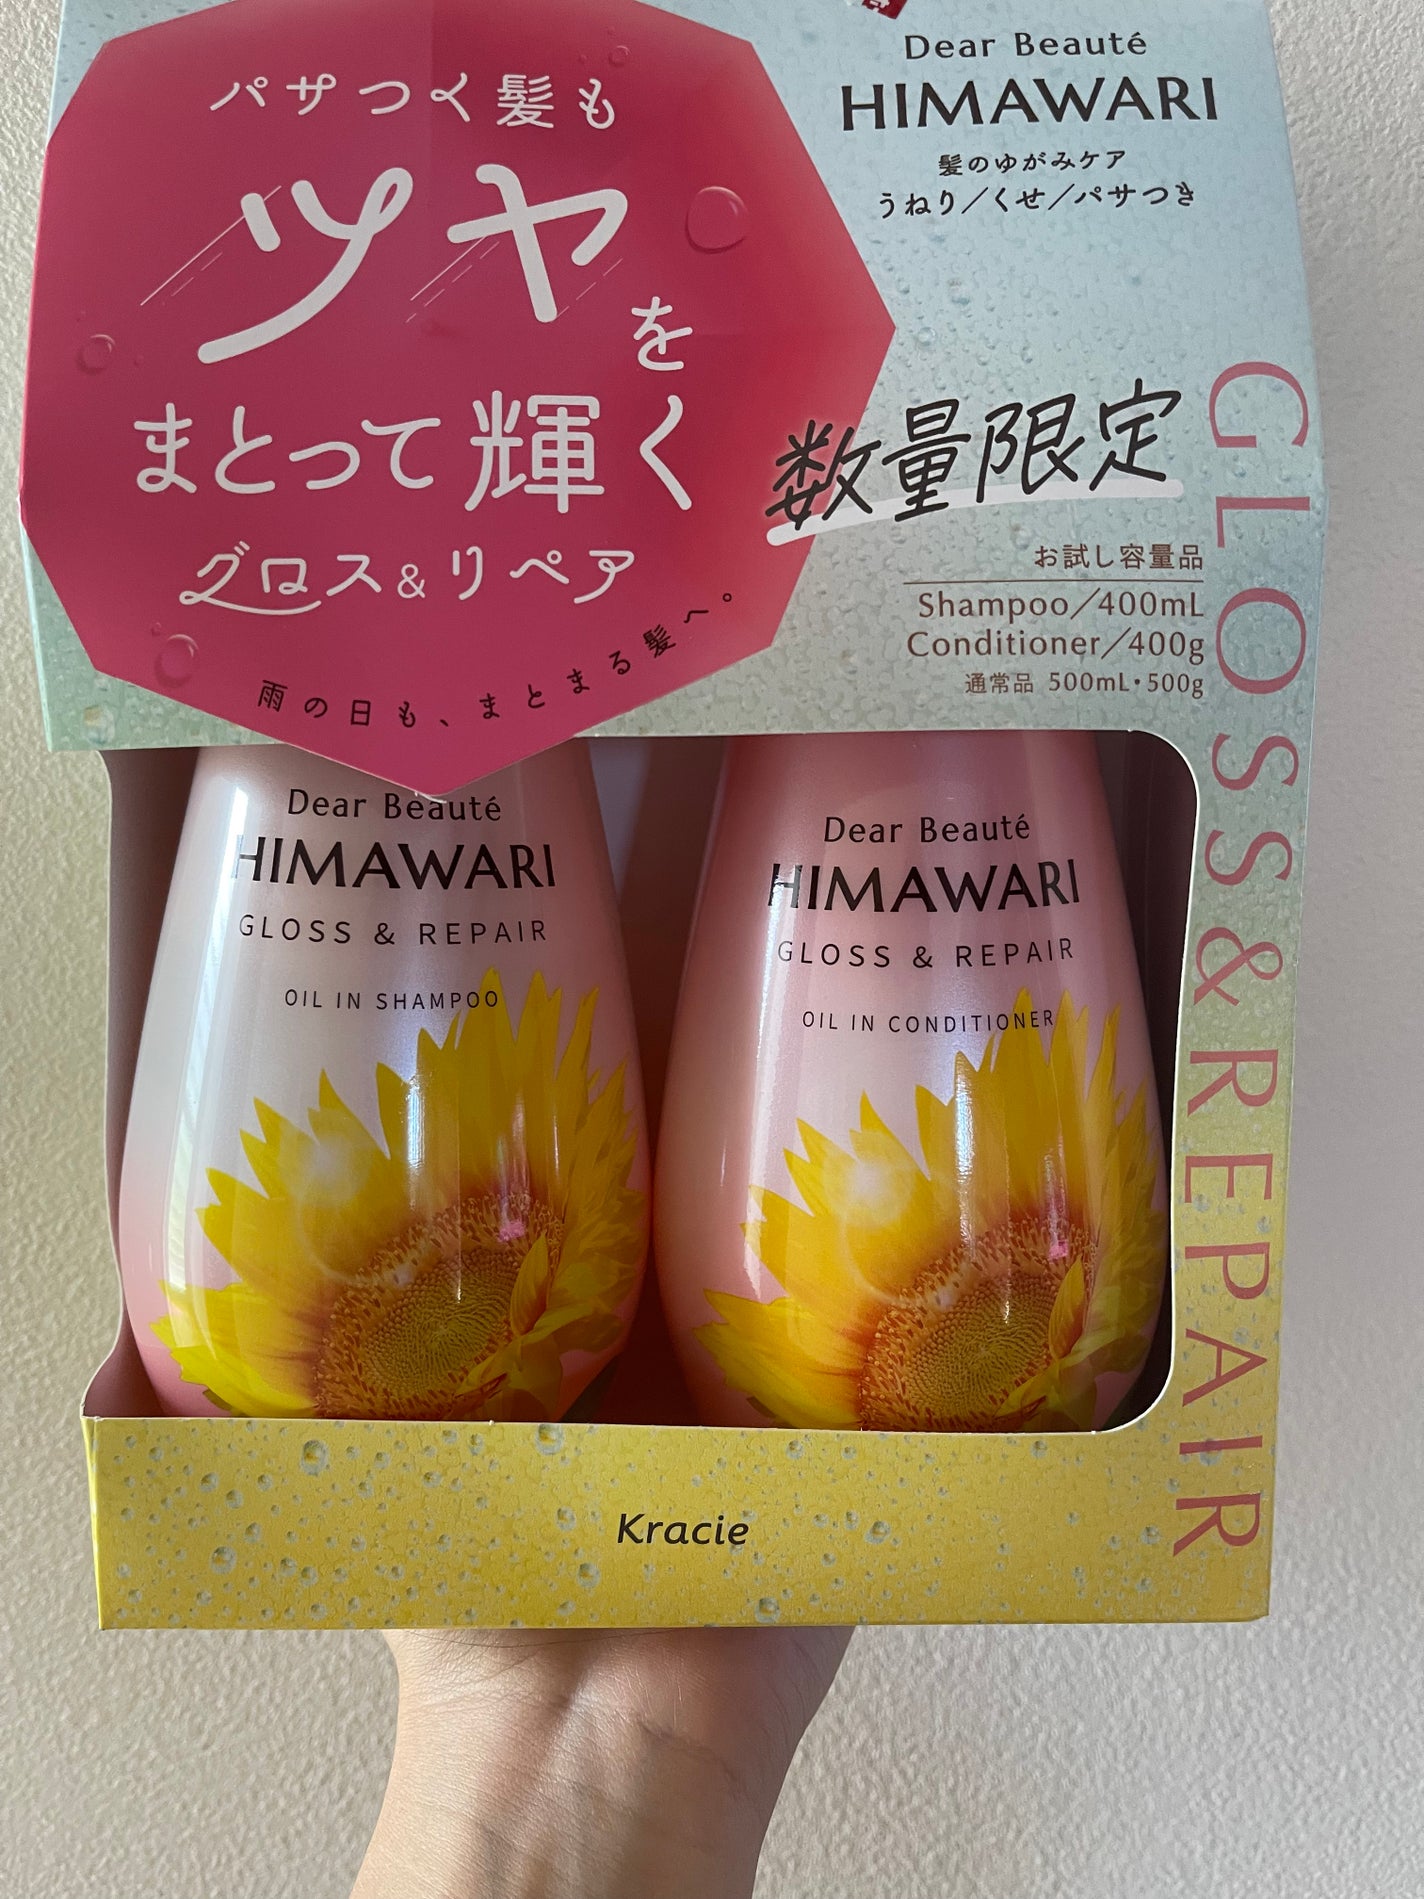 パサつく髪も
ツヤを
まとって輝く
グロス&リペア
雨の日も、まとまる髪へ。
Dear Beauté
HIMAWARI
髪のゆがみケア
うねり／くせ／パサつき
数量限定
お試し容量品
Shampoo／400mL
Conditioner／400g
通常品 500mL・500g
GLOSS&REPAIR
Dear Beauté
HIMAWARI
GLOSS & REPAIR
OIL IN SHAMPOO
Dear Beauté
HIMAWARI
GLOSS & REPAIR
OIL IN CONDITIONER
Kracie